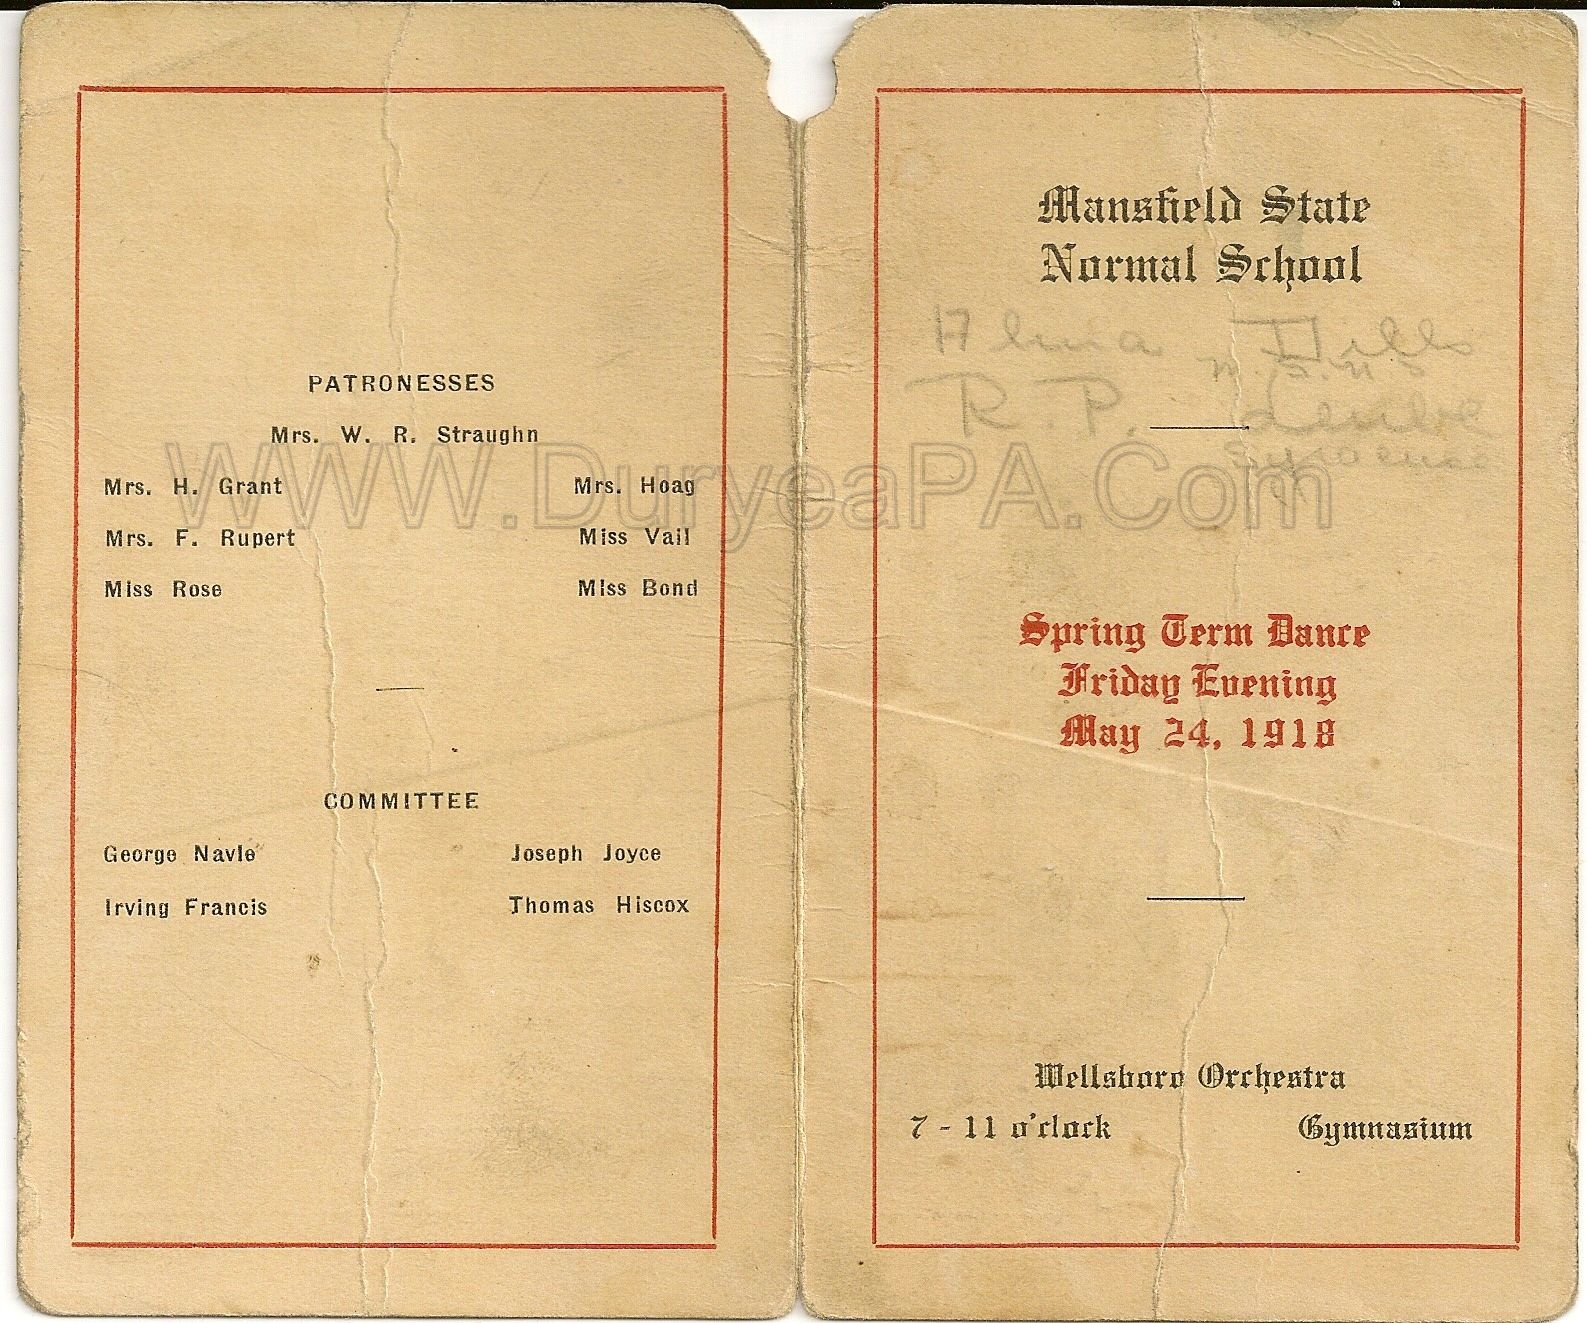 PATRONESSES
Mrs. W. R. Straughn
Mrs. H. Grant Mrs. Hoag
Mrs. F. Rupert Miss Vail
Miss Rose Miss Bond
COMMITTEE
George Navle Joseph Joyce
Irving Francis Thomas Hiscox
Mansfield State
Normal School
Alma
M. S. N. S
R. P.
Spring Term Dance
Friday Evening
May 24, 1918
Wellsboro Orchestra
7 - 11 o'clock Gymnasium
WWW.DuryeaPA.Com